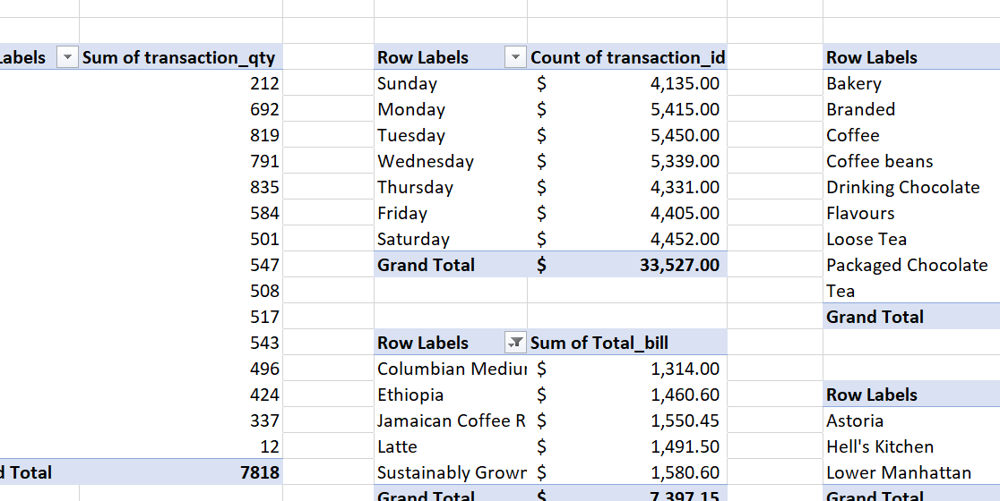 Labels Sum of transaction_qty
212
692
819
791
835
584
501
547
508
517
543
496
424
337
12
d Total 7818
Row Labels Count of transaction_id
Sunday $ 4,135.00
Monday $ 5,415.00
Tuesday $ 5,450.00
Wednesday $ 5,339.00
Thursday $ 4,331.00
Friday $ 4,405.00
Saturday $ 4,452.00
Grand Total $ 33,527.00
Row Labels Sum of Total_bill
Columbian Mediu $ 1,314.00
Ethiopia $ 1,460.60
Jamaican Coffee R $ 1,550.45
Latte $ 1,491.50
Sustainably Grow $ 1,580.60
Grand Total $ 7,397.15
Row Labels
Bakery
Branded
Coffee
Coffee beans
Drinking Chocolate
Flavours
Loose Tea
Packaged Chocolate
Tea
Grand Total
Row Labels
Astoria
Hell's Kitchen
Lower Manhattan
Grand Total